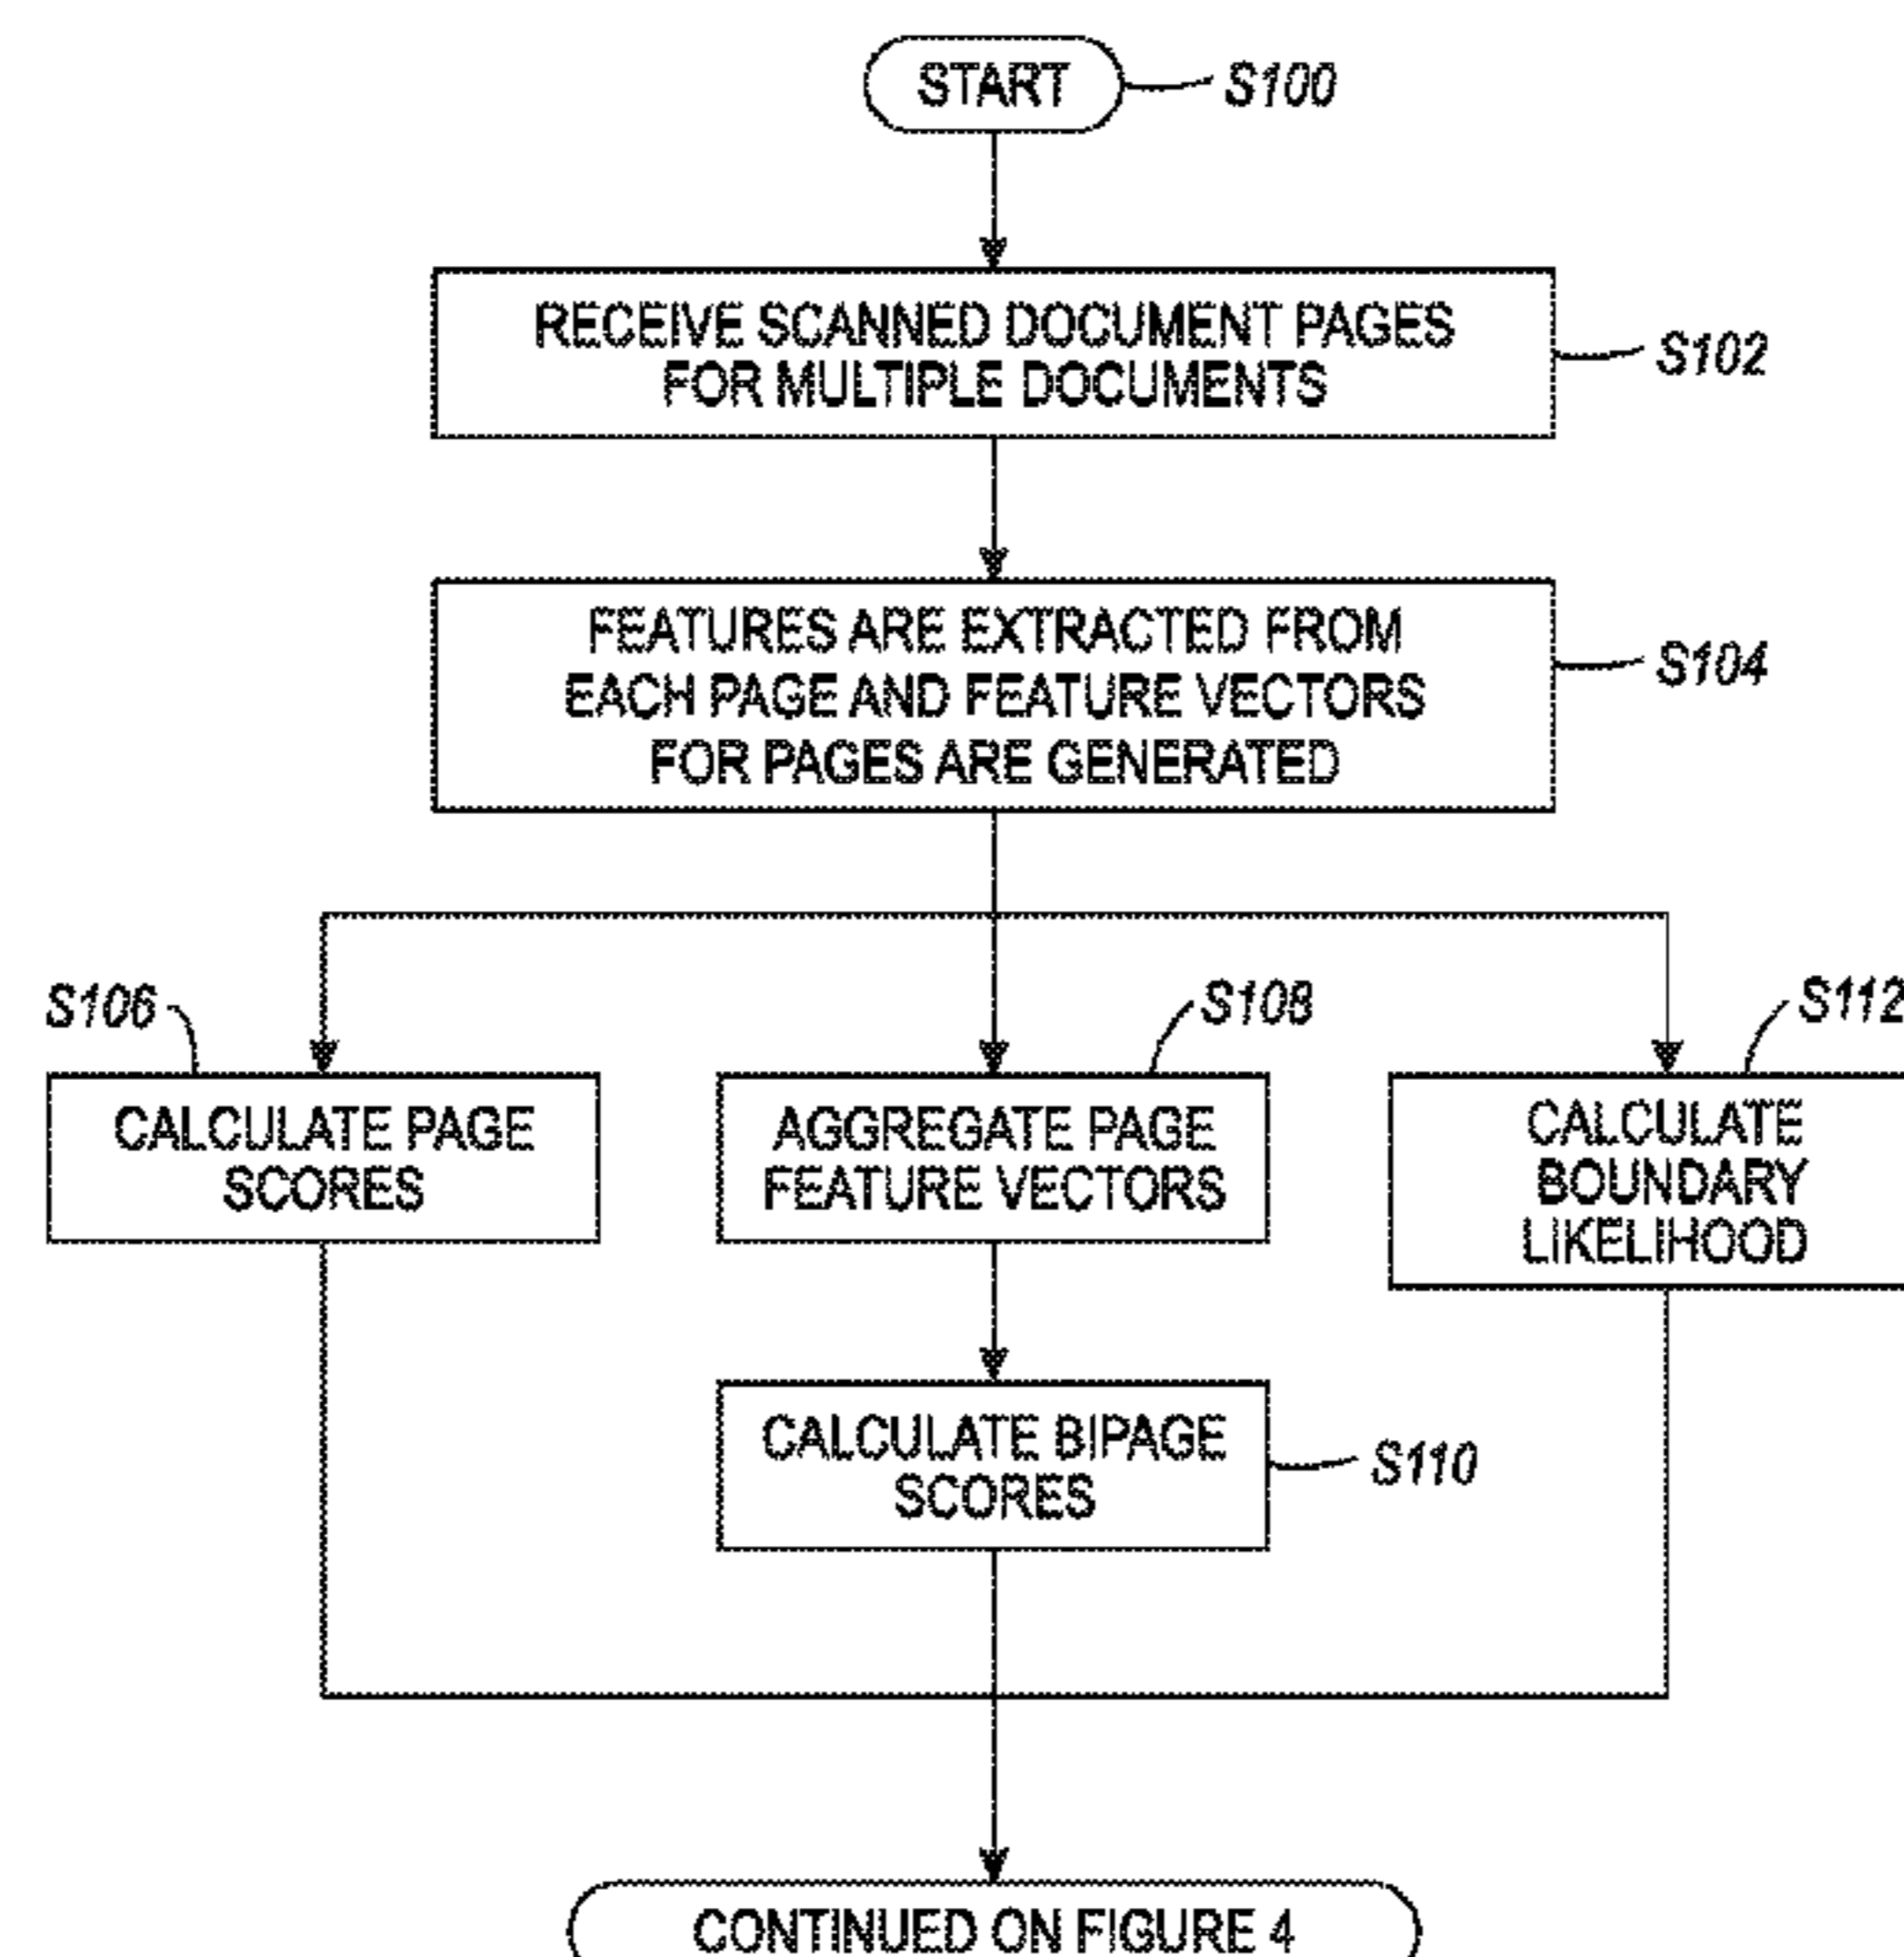 START
S100
RECEIVE SCANNED DOCUMENT PAGES
FOR MULTIPLE DOCUMENTS
S102
FEATURES ARE EXTRACTED FROM
EACH PAGE AND FEATURE VECTORS
FOR PAGES ARE GENERATED
S104
S106
CALCULATE PAGE
SCORES
S108
AGGREGATE PAGE
FEATURE VECTORS
S112
CALCULATE
BOUNDARY
LIKELIHOOD
CALCULATE BIPAGE
SCORES
S110
CONTINUED ON FIGURE 4